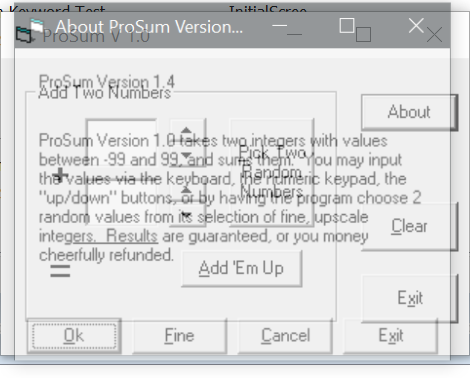 Keyword Test
InitialScree
About ProSum Version...
ProSum V 1.0
ProSum Version 1.4
Add Two Numbers
About
ProSum Version 1.0 takes two integers with values
between -99 and 99, and sums them. You may input
the values via the keyboard, the numeric keypad, the
"up/down" buttons, or by having the program choose 2
random values from its selection of fine, upscale
integers. Results are guaranteed, or you money
cheerfully refunded.
+
Pick Two
Random
Numbers
Clear
=
Add 'Em Up
Exit
Ok
Fine
Cancel
Exit